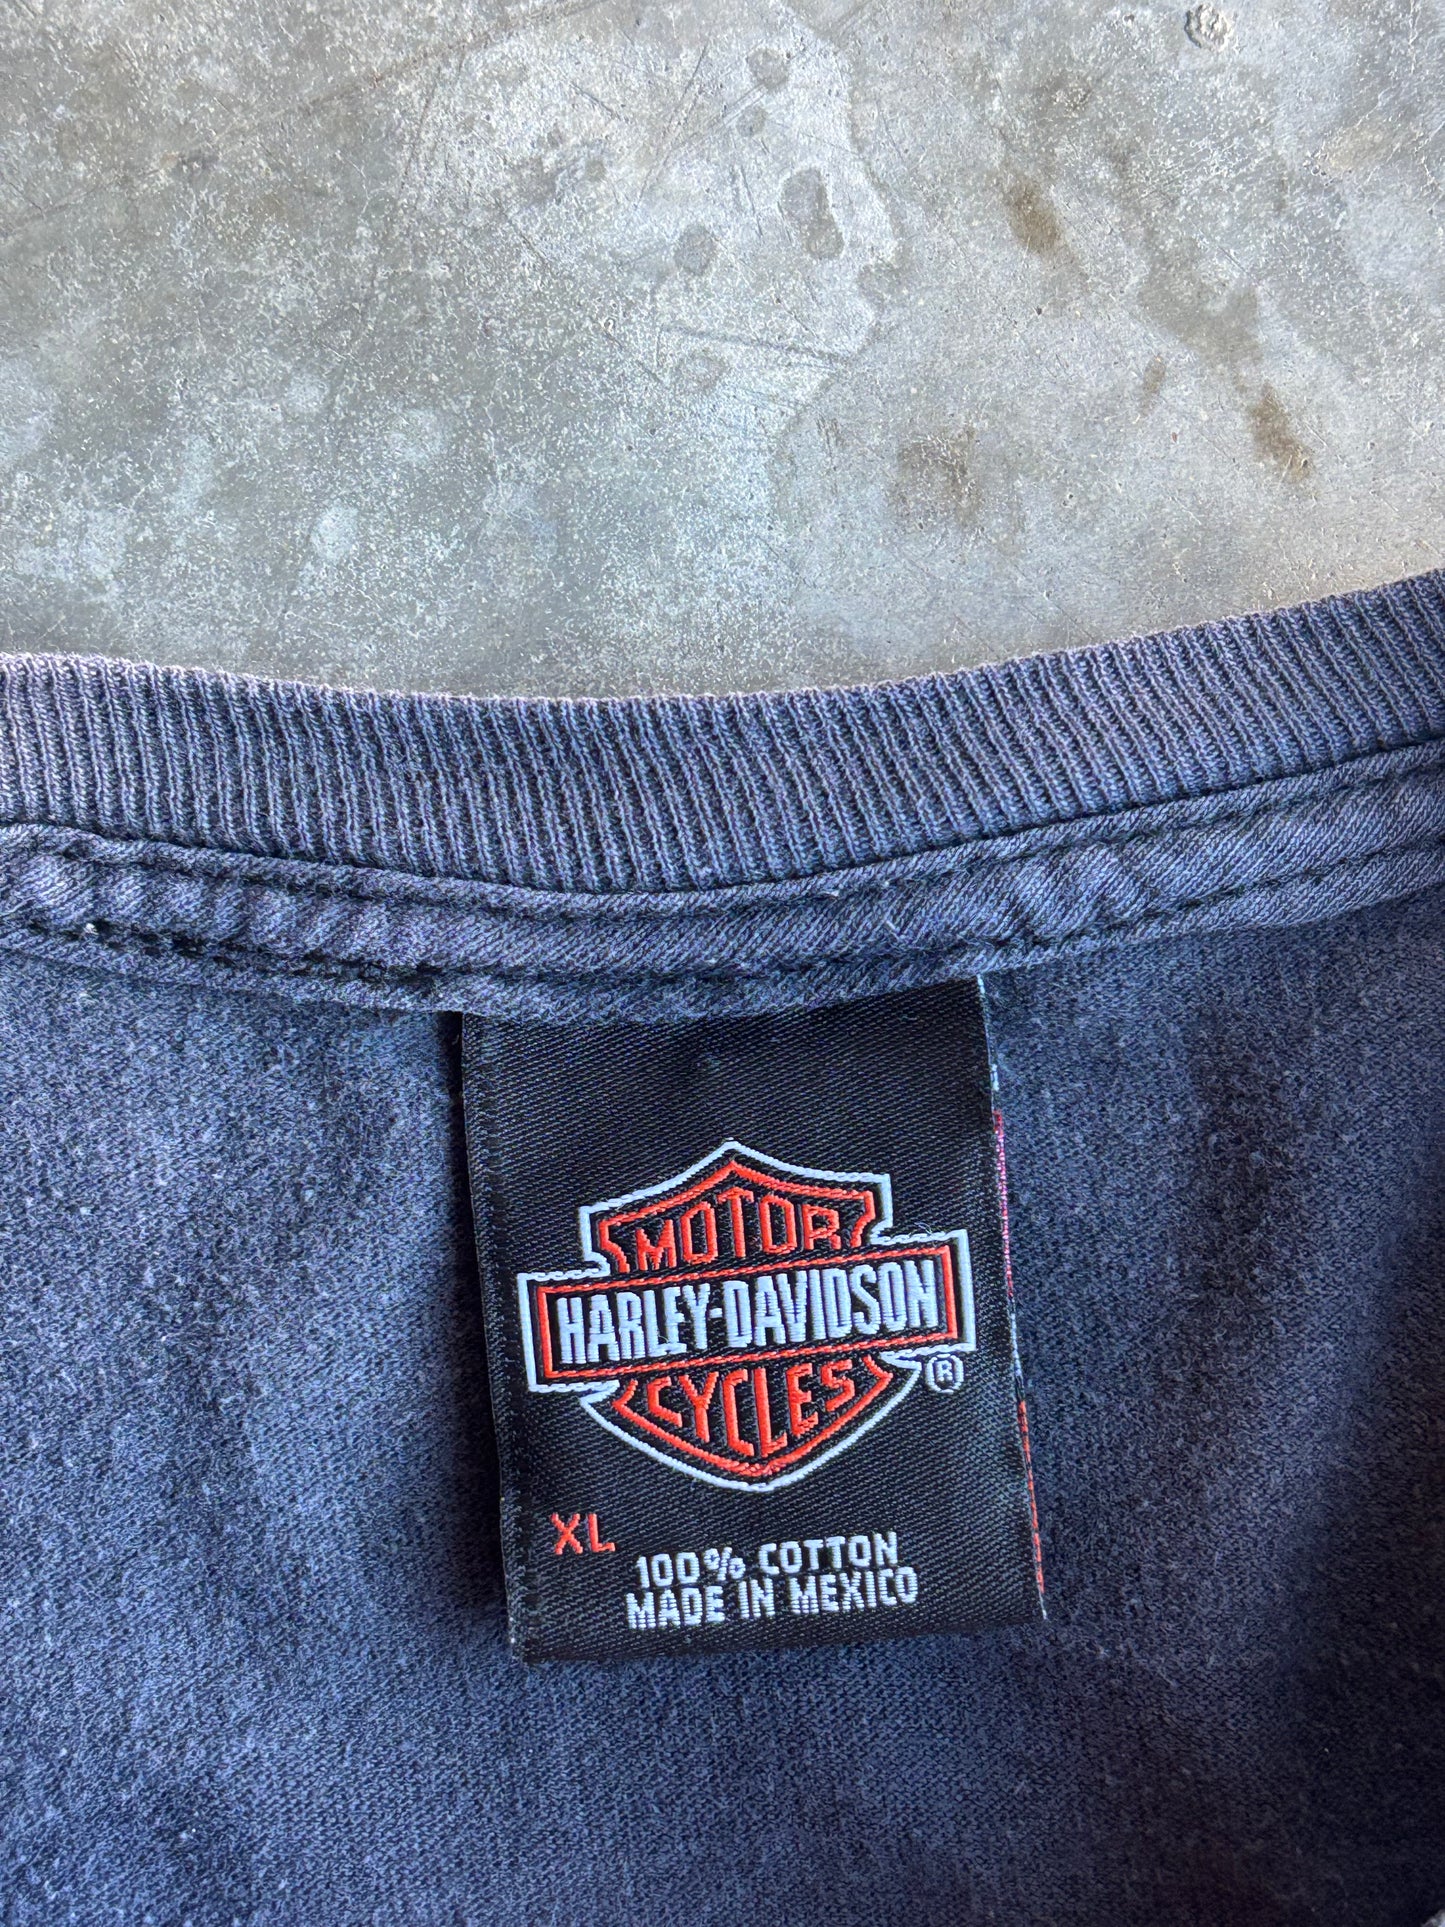 MOTOR
HARLEY-DAVIDSON
CYCLES
®
XL
100% COTTON
MADE IN MEXICO